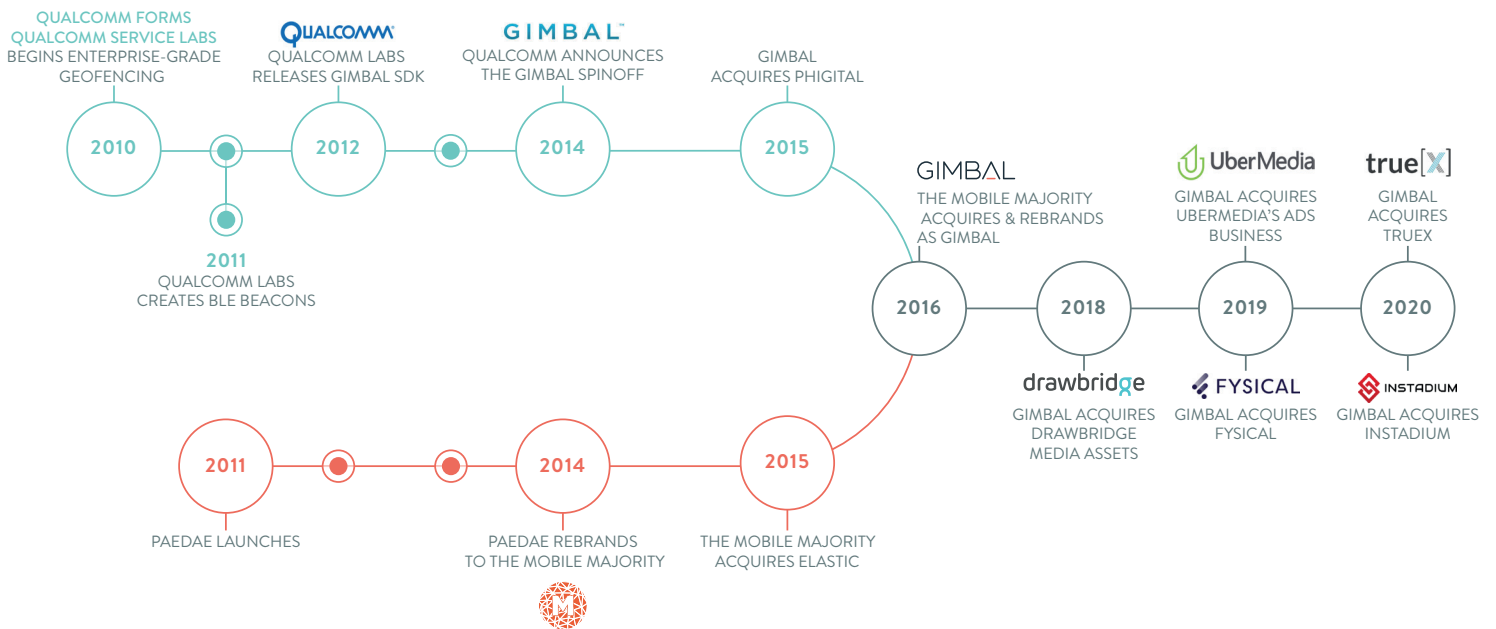 QUALCOMM FORMS
QUALCOMM SERVICE LABS
BEGINS ENTERPRISE-GRADE
GEOFENCING
2010
2011
QUALCOMM LABS
CREATES BLE BEACONS
QUALCOMM
QUALCOMM LABS
RELEASES GIMBAL SDK
2012
GIMBAL™
QUALCOMM ANNOUNCES
THE GIMBAL SPINOFF
2014
GIMBAL
ACQUIRES PHIGITAL
2015
2011
PAEDAE LAUNCHES
2014
PAEDAE REBRANDS
TO THE MOBILE MAJORITY
M
2015
THE MOBILE MAJORITY
ACQUIRES ELASTIC
GIMBAL
THE MOBILE MAJORITY
ACQUIRES & REBRANDS
AS GIMBAL
2016
2018
drawbridge
GIMBAL ACQUIRES
DRAWBRIDGE
MEDIA ASSETS
UberMedia
GIMBAL ACQUIRES
UBERMEDIA'S ADS
BUSINESS
2019
FYSICAL
GIMBAL ACQUIRES
FYSICAL
true[X]
GIMBAL
ACQUIRES
TRUEX
2020
INSTADIUM
GIMBAL ACQUIRES
INSTADIUM